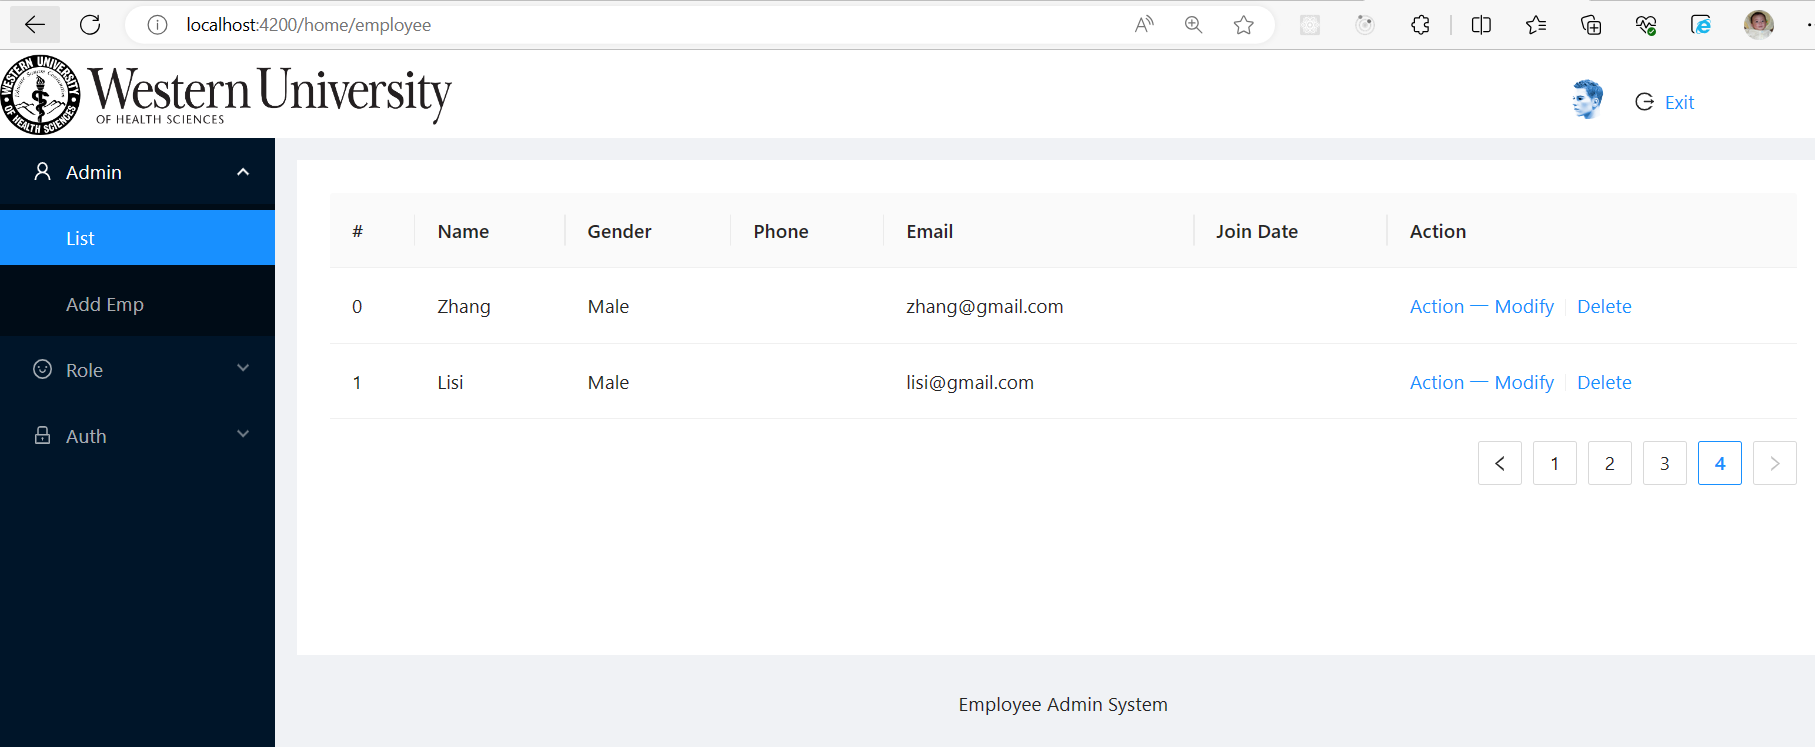 localhost:4200/home/employee
WESTERN UNIVERSITY
OF HEALTH SCIENCES
Western University
OF HEALTH SCIENCES
Exit
Admin
List
Add Emp
Role
Auth
# Name Gender Phone Email Join Date Action
0 Zhang Male zhang@gmail.com Action — Modify Delete
1 Lisi Male lisi@gmail.com Action — Modify Delete
< 1 2 3 4 >
Employee Admin System